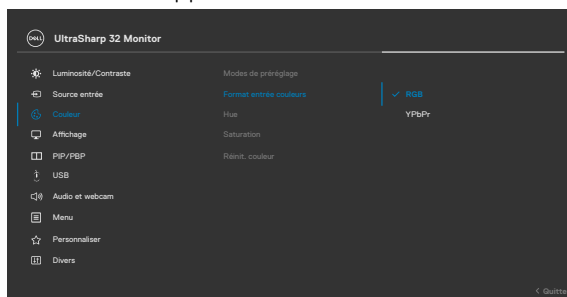 DELL
UltraSharp 32 Monitor
Luminosité/Contraste
Modes de préréglage
Source entrée
Format entrée couleurs
RGB
Couleur
Hue
YPbPr
Affichage
Saturation
PIP/PBP
Réinit. couleur
USB
Audio et webcam
Menu
Personnaliser
Divers
Quitte